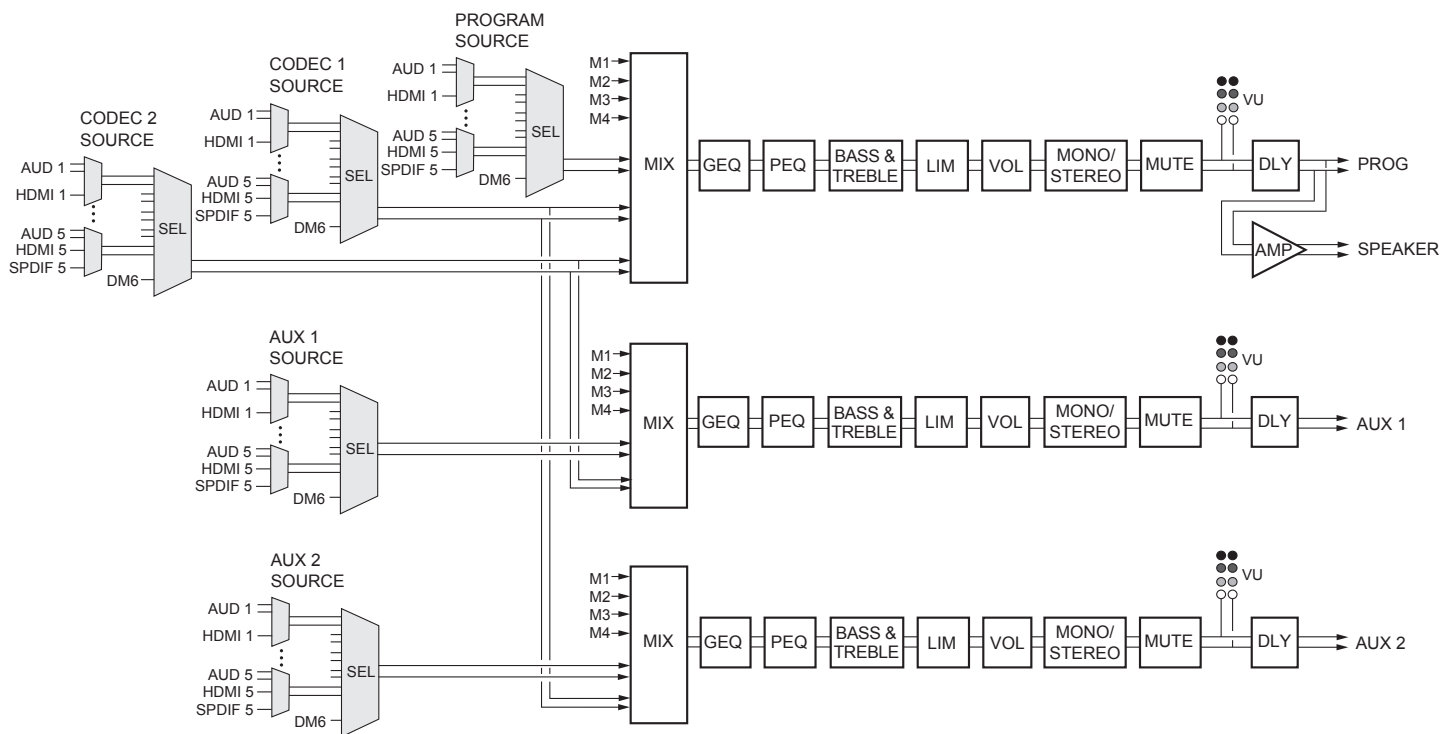 PROGRAM
SOURCE
AUD 1
HDMI 1
AUD 5
HDMI 5
SPDIF 5
DM6
SEL
CODEC 1
SOURCE
AUD 1
HDMI 1
AUD 5
HDMI 5
SPDIF 5
DM6
SEL
CODEC 2
SOURCE
AUD 1
HDMI 1
AUD 5
HDMI 5
SPDIF 5
DM6
SEL
M1
M2
M3
M4
MIX
GEQ
PEQ
BASS &
TREBLE
LIM
VOL
MONO/
STEREO
MUTE
VU
DLY
PROG
AMP
SPEAKER
AUX 1
SOURCE
AUD 1
HDMI 1
AUD 5
HDMI 5
SPDIF 5
DM6
SEL
M1
M2
M3
M4
MIX
GEQ
PEQ
BASS &
TREBLE
LIM
VOL
MONO/
STEREO
MUTE
VU
DLY
AUX 1
AUX 2
SOURCE
AUD 1
HDMI 1
AUD 5
HDMI 5
SPDIF 5
DM6
SEL
M1
M2
M3
M4
MIX
GEQ
PEQ
BASS &
TREBLE
LIM
VOL
MONO/
STEREO
MUTE
VU
DLY
AUX 2